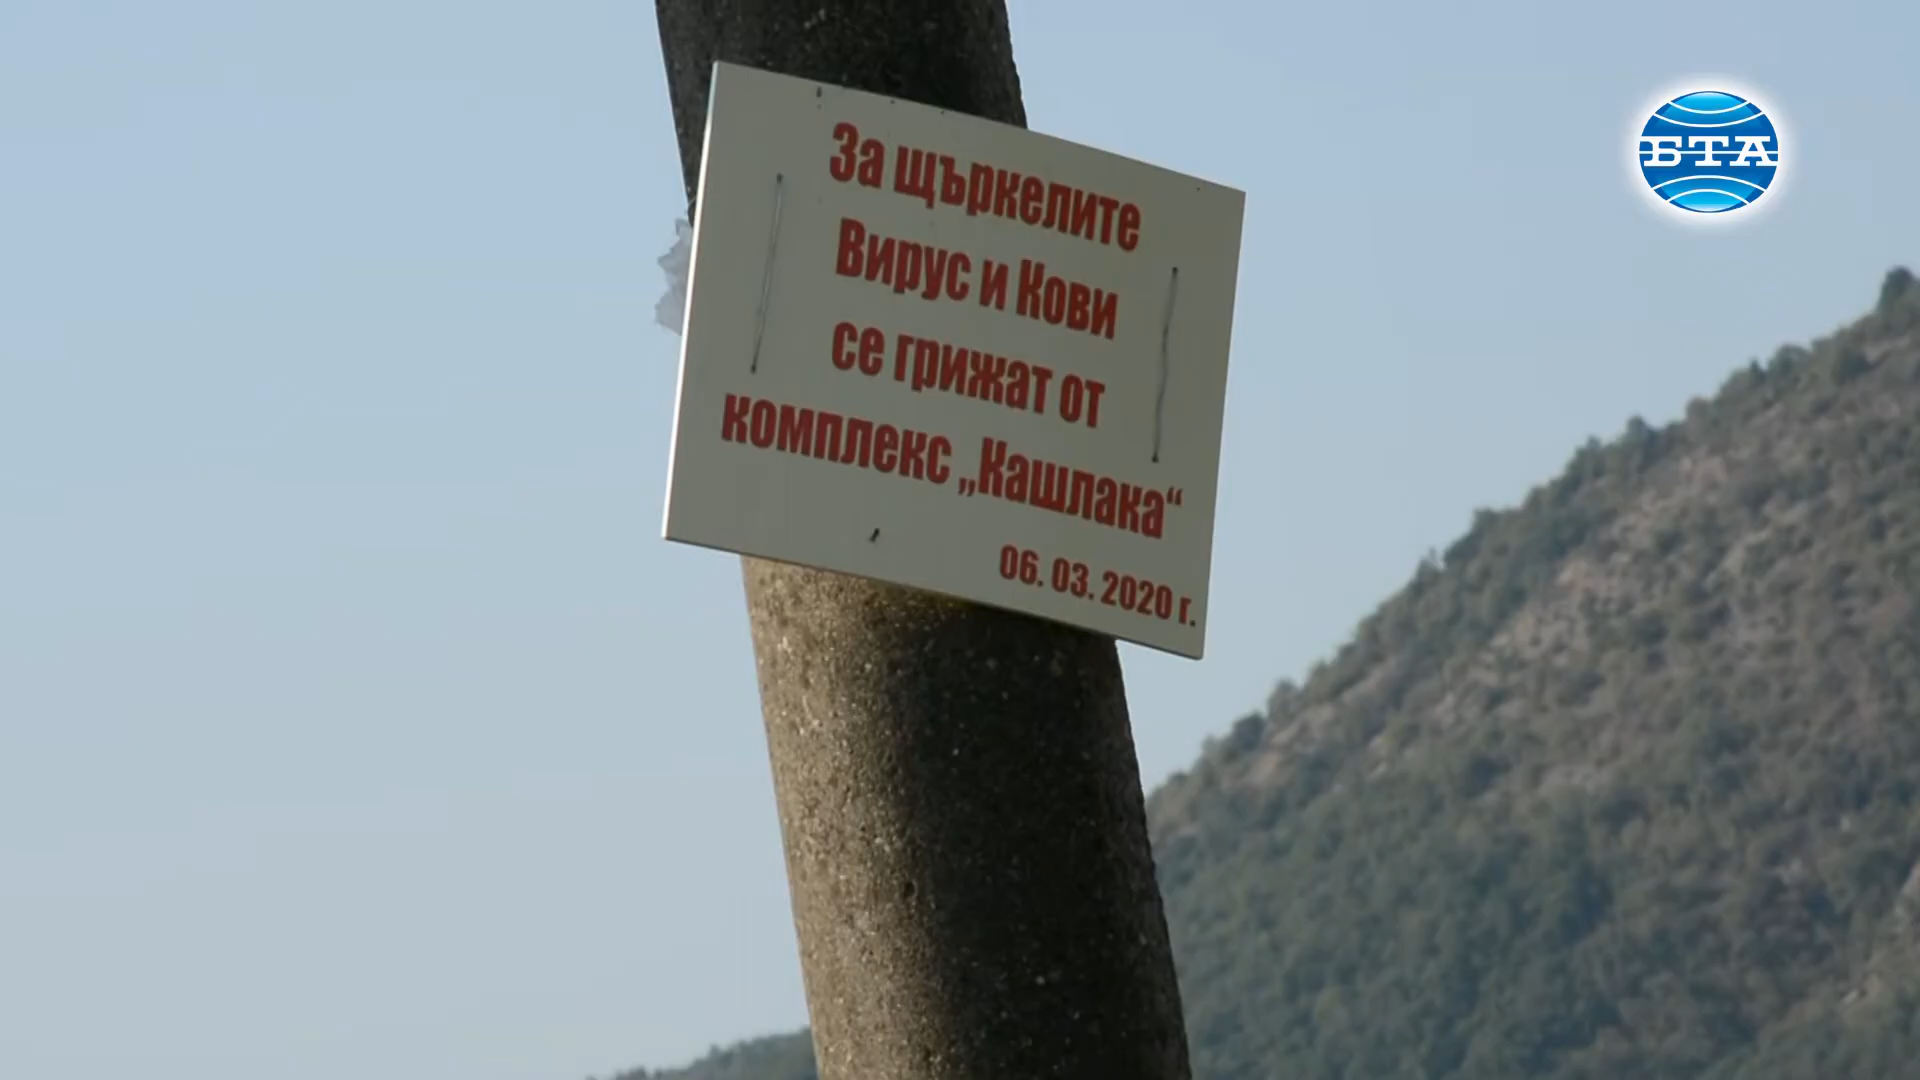 За щъркелите
Вирус и Кови
се грижат от
комплекс „Кашлака“
06. 03. 2020 г.
БТА